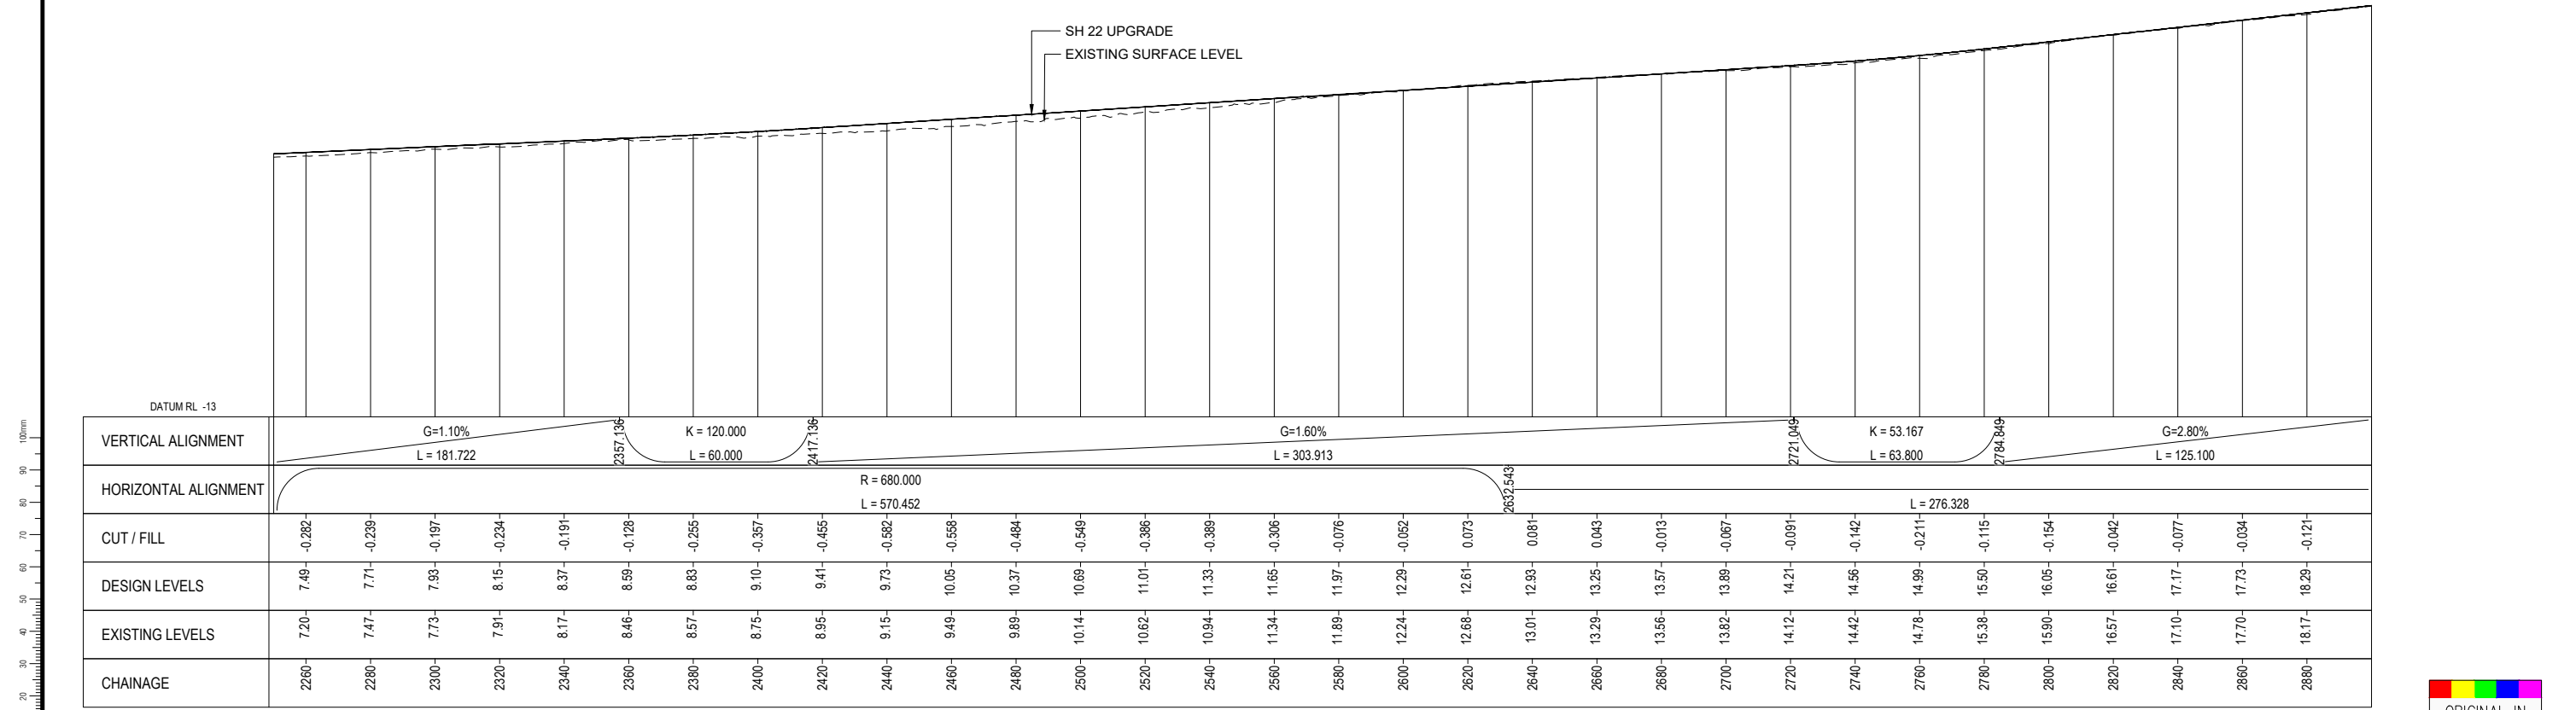 SH 22 UPGRADE
EXISTING SURFACE LEVEL
DATUM RL -13
VERTICAL ALIGNMENT
G=1.10%
L = 181.722
2357.136
K = 120.000
L = 60.000
2417.136
G=1.60%
L = 303.913
2721.049
K = 53.167
L = 63.800
2784.849
G=2.80%
L = 125.100
HORIZONTAL ALIGNMENT
R = 680.000
L = 570.452
2632.543
L = 276.328
CUT / FILL -0.282 -0.239 -0.197 -0.234 -0.191 -0.128 -0.255 -0.357 -0.455 -0.582 -0.558 -0.484 -0.549 -0.386 -0.389 -0.306 -0.076 -0.052 0.073 0.081 0.043 -0.013 -0.067 -0.091 -0.142 -0.211 -0.115 -0.154 -0.042 -0.077 -0.034 -0.121
DESIGN LEVELS 7.49 7.71 7.93 8.15 8.37 8.59 8.83 9.10 9.41 9.73 10.05 10.37 10.69 11.01 11.33 11.65 11.97 12.29 12.61 12.93 13.25 13.57 13.89 14.21 14.56 14.99 15.50 16.05 16.61 17.17 17.73 18.29
EXISTING LEVELS 7.20 7.47 7.73 7.91 8.17 8.46 8.57 8.75 8.95 9.15 9.49 9.89 10.14 10.62 10.94 11.34 11.89 12.24 12.68 13.01 13.29 13.56 13.82 14.12 14.42 14.78 15.38 15.90 16.57 17.10 17.70 18.17
CHAINAGE 2260 2280 2300 2320 2340 2360 2380 2400 2420 2440 2460 2480 2500 2520 2540 2560 2580 2600 2620 2640 2660 2680 2700 2720 2740 2760 2780 2800 2820 2840 2860 2880
100mm
90
80
70
60
50
40
30
20
ORIGINAL IN